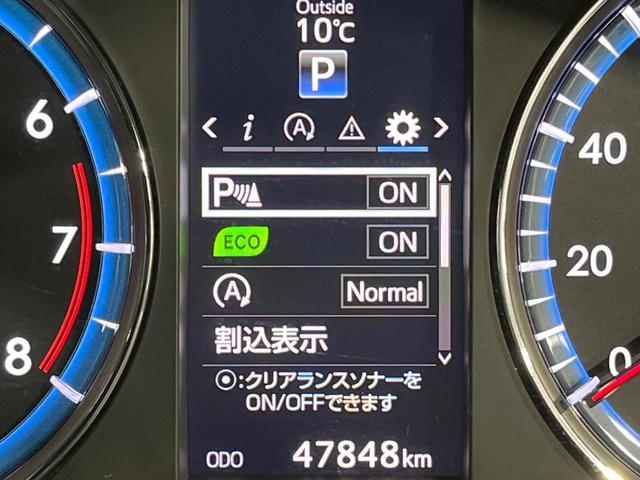 Outside
10℃
P
i A
P ON
ECO ON
A Normal
割込表示
⦿:クリアランスソナーを
ON/OFFできます
ODO 47848km
6
7
8
40
20
0